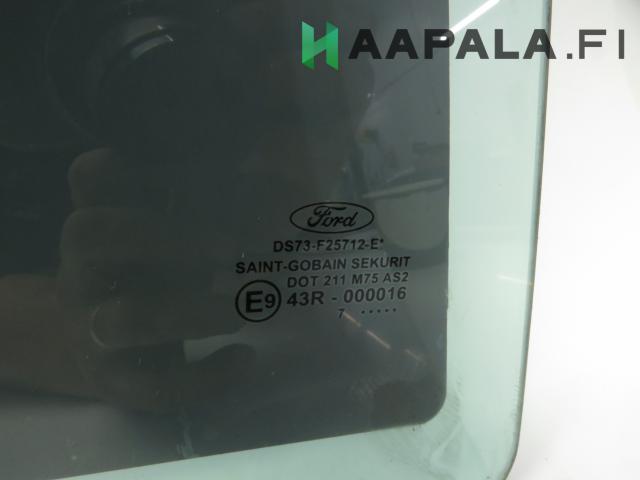 HAAPALA.FI
Ford
DS73-F25712-E*
SAINT-GOBAIN SEKURIT
DOT 211 M75 AS2
E9 43R - 000016
7 .....